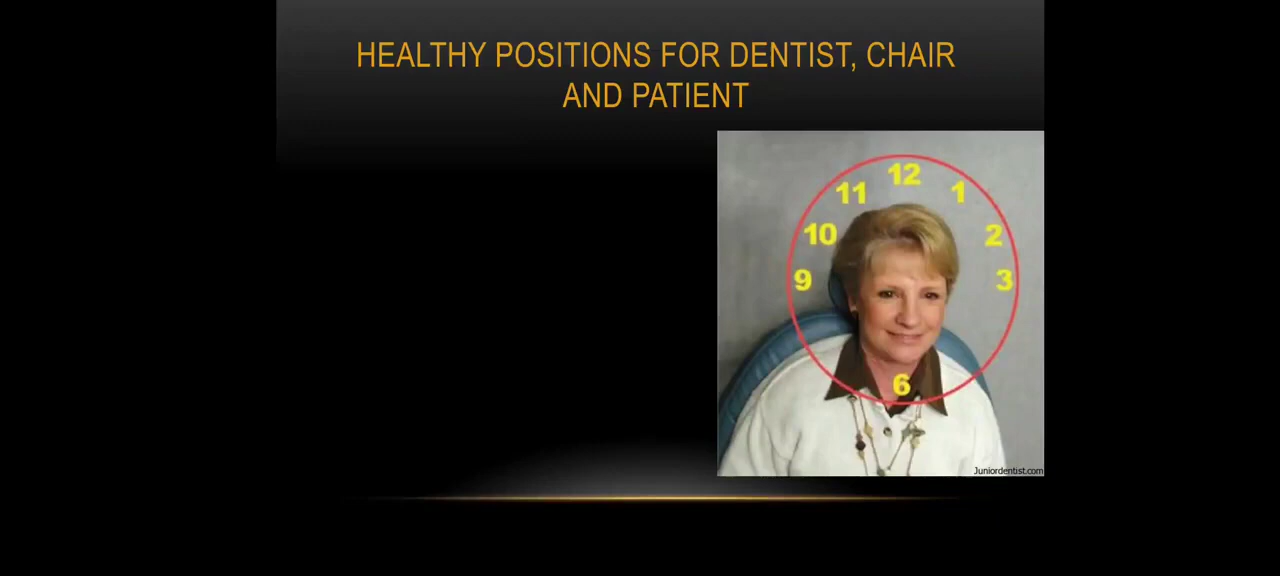 HEALTHY POSITIONS FOR DENTIST, CHAIR
AND PATIENT
12
11
1
10
2
9
3
6
Juniordentist.com